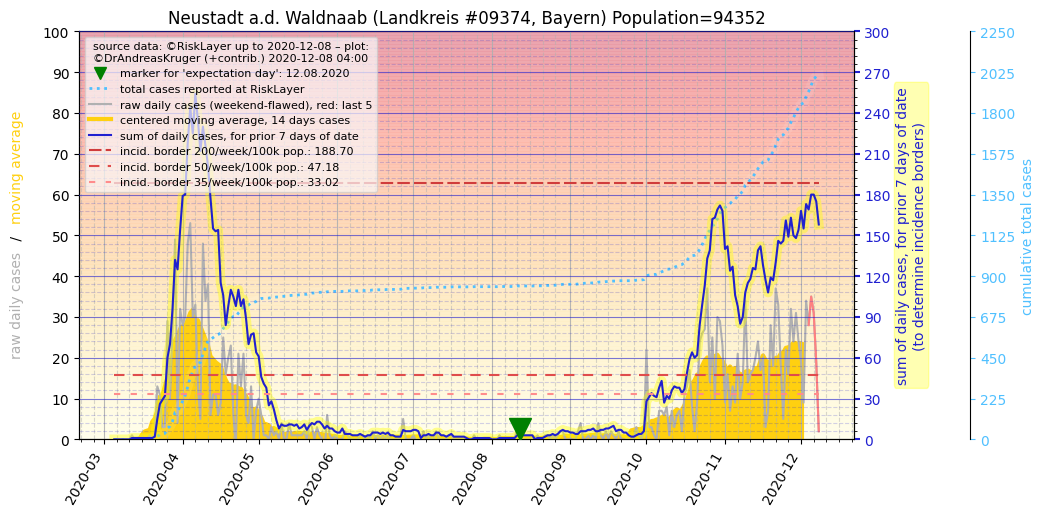 Neustadt a.d. Waldnaab (Landkreis #09374, Bayern) Population=94352
source data: ©RiskLayer up to 2020-12-08 – plot:
©DrAndreasKruger (+contrib.) 2020-12-08 04:00
marker for 'expectation day': 12.08.2020
total cases reported at RiskLayer
raw daily cases (weekend-flawed), red: last 5
centered moving average, 14 days cases
sum of daily cases, for prior 7 days of date
incid. border 200/week/100k pop.: 188.70
incid. border 50/week/100k pop.: 47.18
incid. border 35/week/100k pop.: 33.02
raw daily cases / moving average
100
90
80
70
60
50
40
30
20
10
0
300
270
240
210
180
150
120
90
60
30
0
sum of daily cases, for prior 7 days of date
(to determine incidence borders)
2250
2025
1800
1575
1350
1125
900
675
450
225
0
cumulative total cases
2020-03
2020-04
2020-05
2020-06
2020-07
2020-08
2020-09
2020-10
2020-11
2020-12